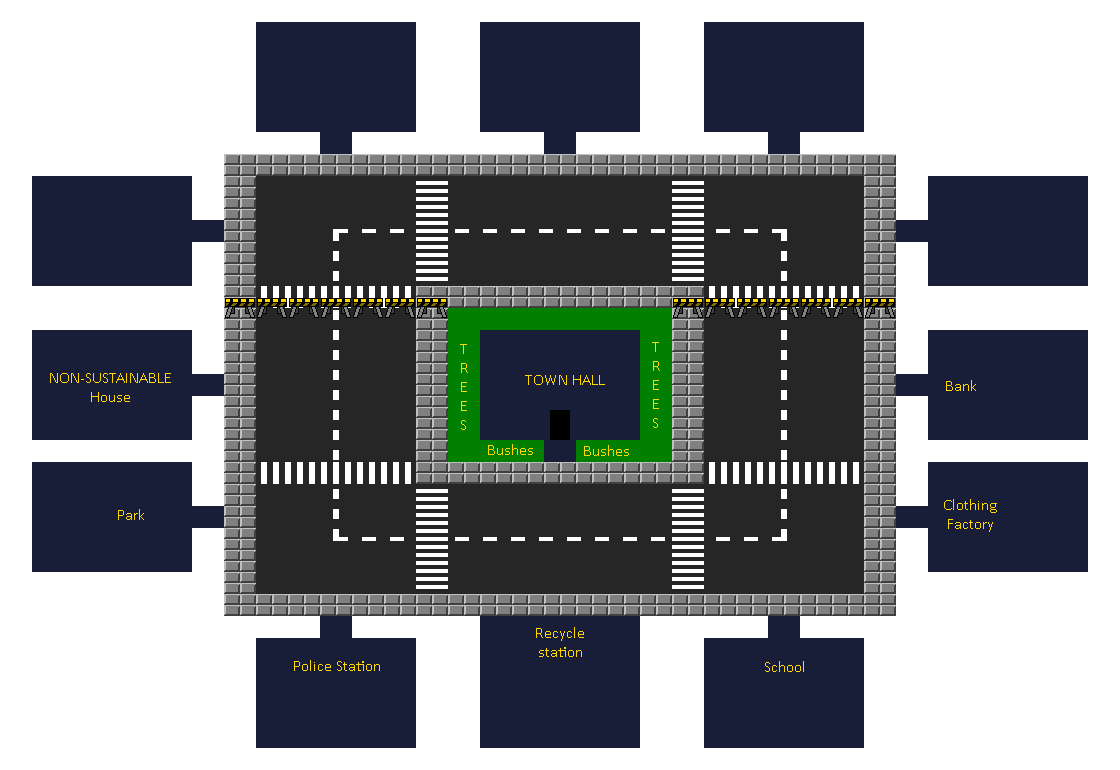 NON-SUSTAINABLE
House
TREES
TOWN HALL
TREES
Bank
Bushes
Bushes
Park
Clothing
Factory
Police Station
Recycle
station
School